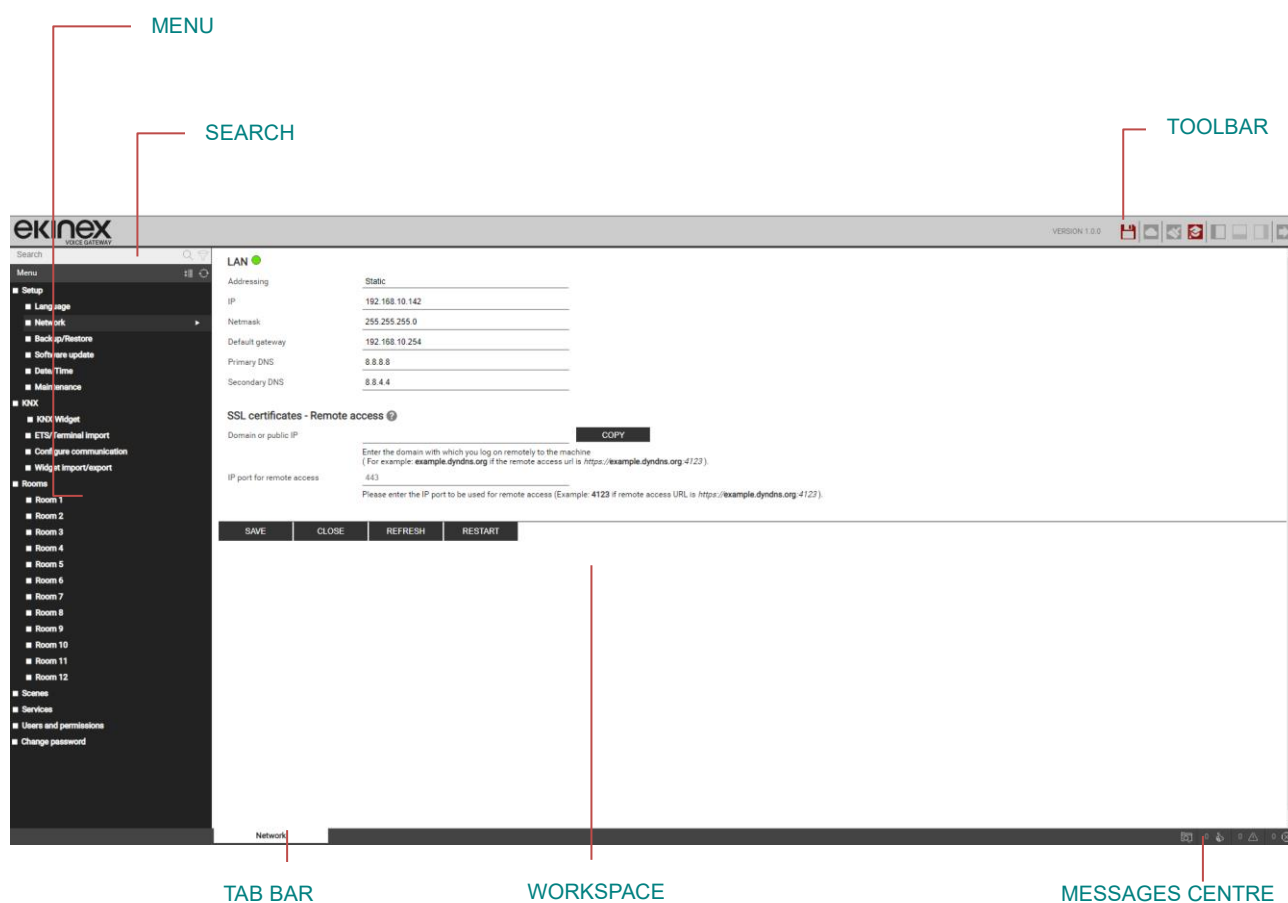 MENU
SEARCH
TOOLBAR
ekinex
VOICE GATEWAY
VERSION 1.0.0
Search
Menu
Setup
Language
Network
Backup/Restore
Software update
Date/Time
Maintenance
KNX
KNX Widget
ETS/Terminal import
Configure communication
Widget import/export
Rooms
Room 1
Room 2
Room 3
Room 4
Room 5
Room 6
Room 7
Room 8
Room 9
Room 10
Room 11
Room 12
Scenes
Services
Users and permissions
Change password
LAN
Addressing Static
IP 192.168.10.142
Netmask 255.255.255.0
Default gateway 192.168.10.254
Primary DNS 8.8.8.8
Secondary DNS 8.8.4.4
SSL certificates - Remote access ?
Domain or public IP COPY
Enter the domain with which you log on remotely to the machine
( For example: example.dyndns.org if the remote access url is https://example.dyndns.org:4123 ).
IP port for remote access 443
Please enter the IP port to be used for remote access (Example: 4123 if remote access URL is https://example.dyndns.org:4123 ).
SAVE CLOSE REFRESH RESTART
Network
0 0 0
TAB BAR
WORKSPACE
MESSAGES CENTRE